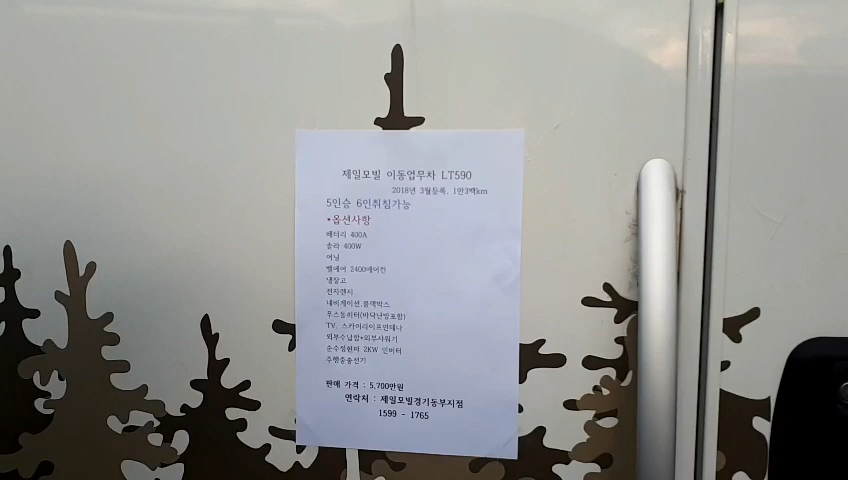 제일모빌 이동업무차 LT590
2018년 3월등록. 1만3백km
5인승 6인취침가능
*옵션사항
배터리 400A
솔라 400W
어닝
벨에어 2400에어컨
냉장고
전자렌지
네비게이션,블랙박스
무스동히터(바닥난방포함)
TV, 스카이라이프안테나
외부수납함+외부샤워기
순수정현파 2KW 인버터
주행충충전기
판매 가격 : 5,700만원
연락처 : 제일모빌경기동부지점
1599 - 1765